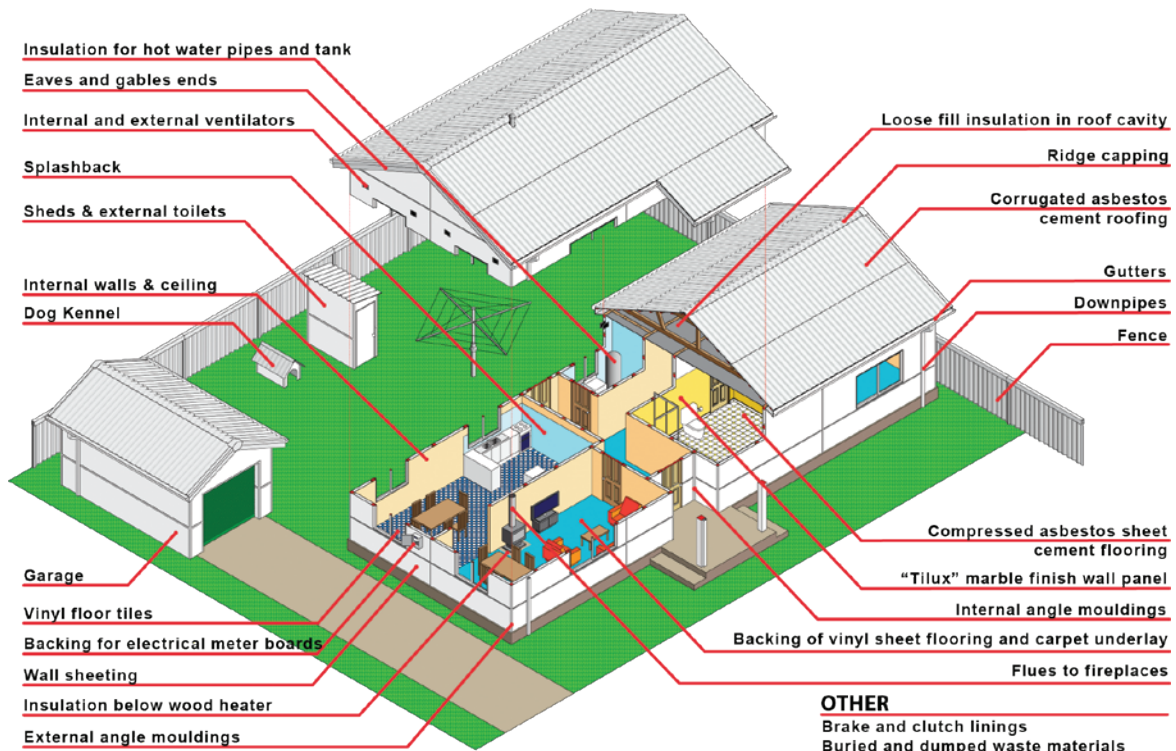 Insulation for hot water pipes and tank
Eaves and gables ends
Internal and external ventilators
Splashback
Sheds & external toilets
Internal walls & ceiling
Dog Kennel
Garage
Vinyl floor tiles
Backing for electrical meter boards
Wall sheeting
Insulation below wood heater
External angle mouldings
Loose fill insulation in roof cavity
Ridge capping
Corrugated asbestos
cement roofing
Gutters
Downpipes
Fence
Compressed asbestos sheet
cement flooring
“Tilux” marble finish wall panel
Internal angle mouldings
Backing of vinyl sheet flooring and carpet underlay
Flues to fireplaces
OTHER
Brake and clutch linings
Buried and dumped waste materials